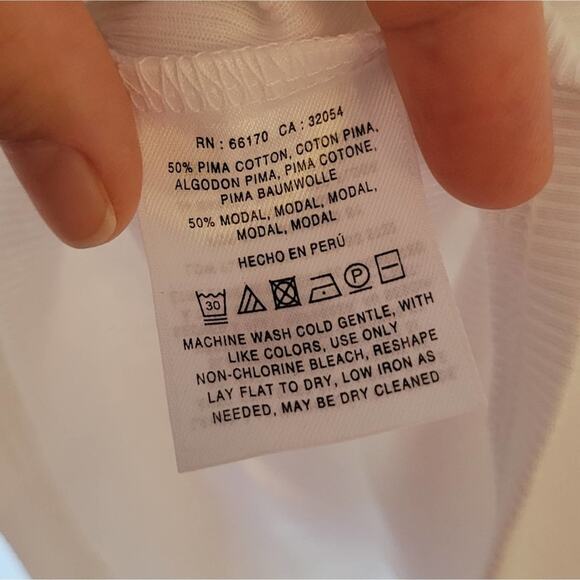 RN : 66170 CA : 32054
50% PIMA COTTON, COTON PIMA,
ALGODON PIMA, PIMA COTONE,
PIMA BAUMWOLLE
50% MODAL, MODAL, MODAL,
MODAL, MODAL
HECHO EN PERÚ
30 P
MACHINE WASH COLD GENTLE, WITH
LIKE COLORS, USE ONLY
NON-CHLORINE BLEACH, RESHAPE
LAY FLAT TO DRY, LOW IRON AS
NEEDED, MAY BE DRY CLEANED